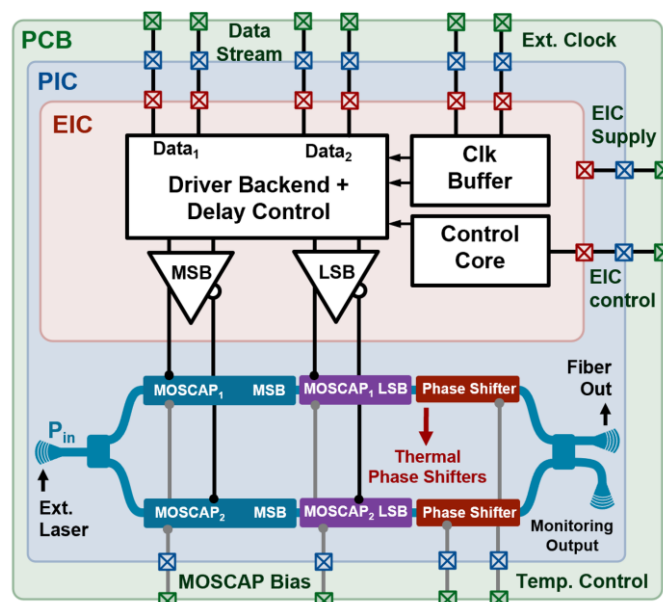 PCB
Data
Stream
Ext. Clock
PIC
EIC
EIC
Supply
Data₁
Data₂
Driver Backend +
Delay Control
Clk
Buffer
Control
Core
MSB
LSB
EIC
control
MOSCAP₁ MSB
MOSCAP₁ LSB
Phase Shifter
Fiber
Out
P_in
Thermal
Phase Shifters
Ext.
Laser
MOSCAP₂ MSB
MOSCAP₂ LSB
Phase Shifter
Monitoring
Output
MOSCAP Bias
Temp. Control